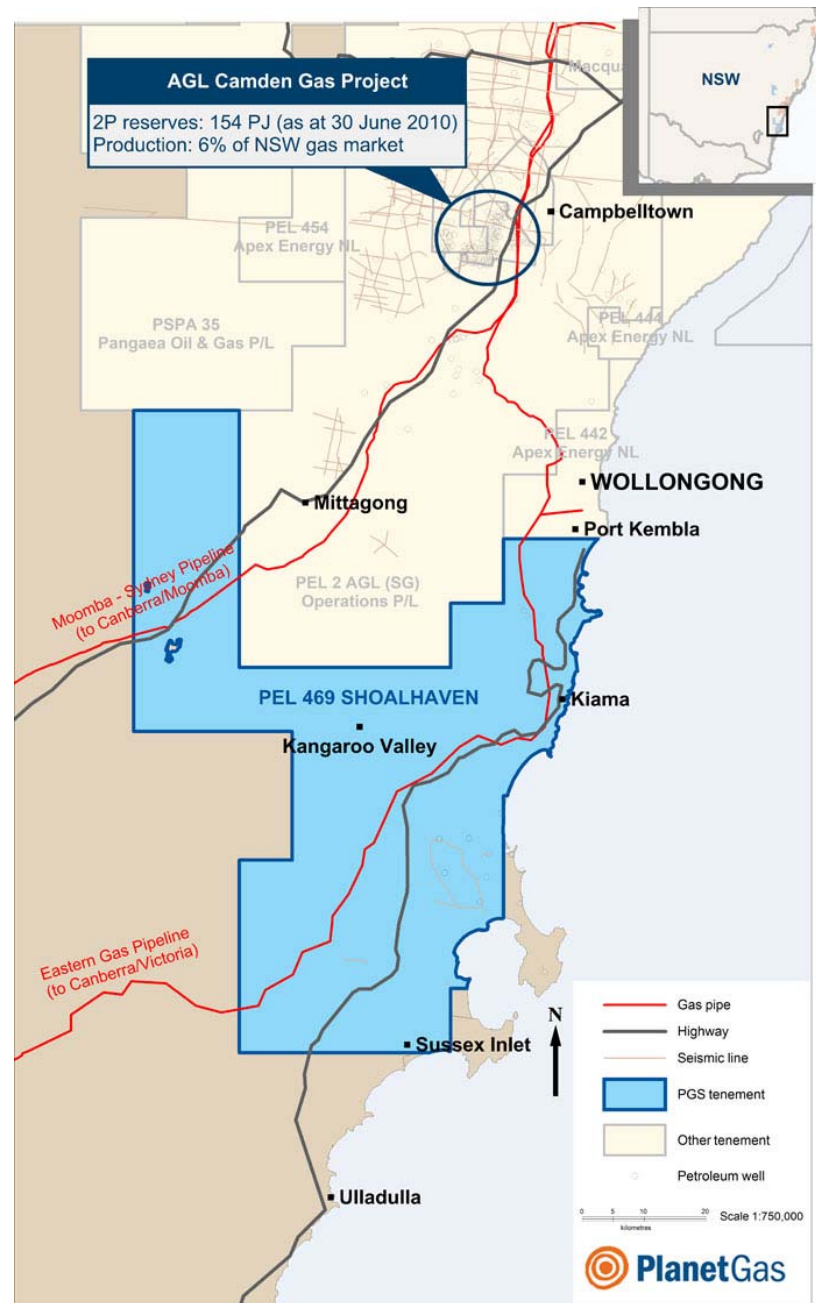 AGL Camden Gas Project
2P reserves: 154 PJ (as at 30 June 2010)
Production: 6% of NSW gas market
NSW
Campbelltown
PEL 454
Apex Energy NL
PSPA 35
Pangaea Oil & Gas P/L
PEL 444
Apex Energy NL
PEL 442
Apex Energy NL
WOLLONGONG
Mittagong
Port Kembla
Moomba - Sydney Pipeline
(to Canberra/Moomba)
PEL 2 AGL (SG)
Operations P/L
PEL 469 SHOALHAVEN
Kiama
Kangaroo Valley
Eastern Gas Pipeline
(to Canberra/Victoria)
Sussex Inlet
Ulladulla
N
Gas pipe
Highway
Seismic line
PGS tenement
Other tenement
Petroleum well
0 5 10 20
kilometres
Scale 1:750,000
PlanetGas